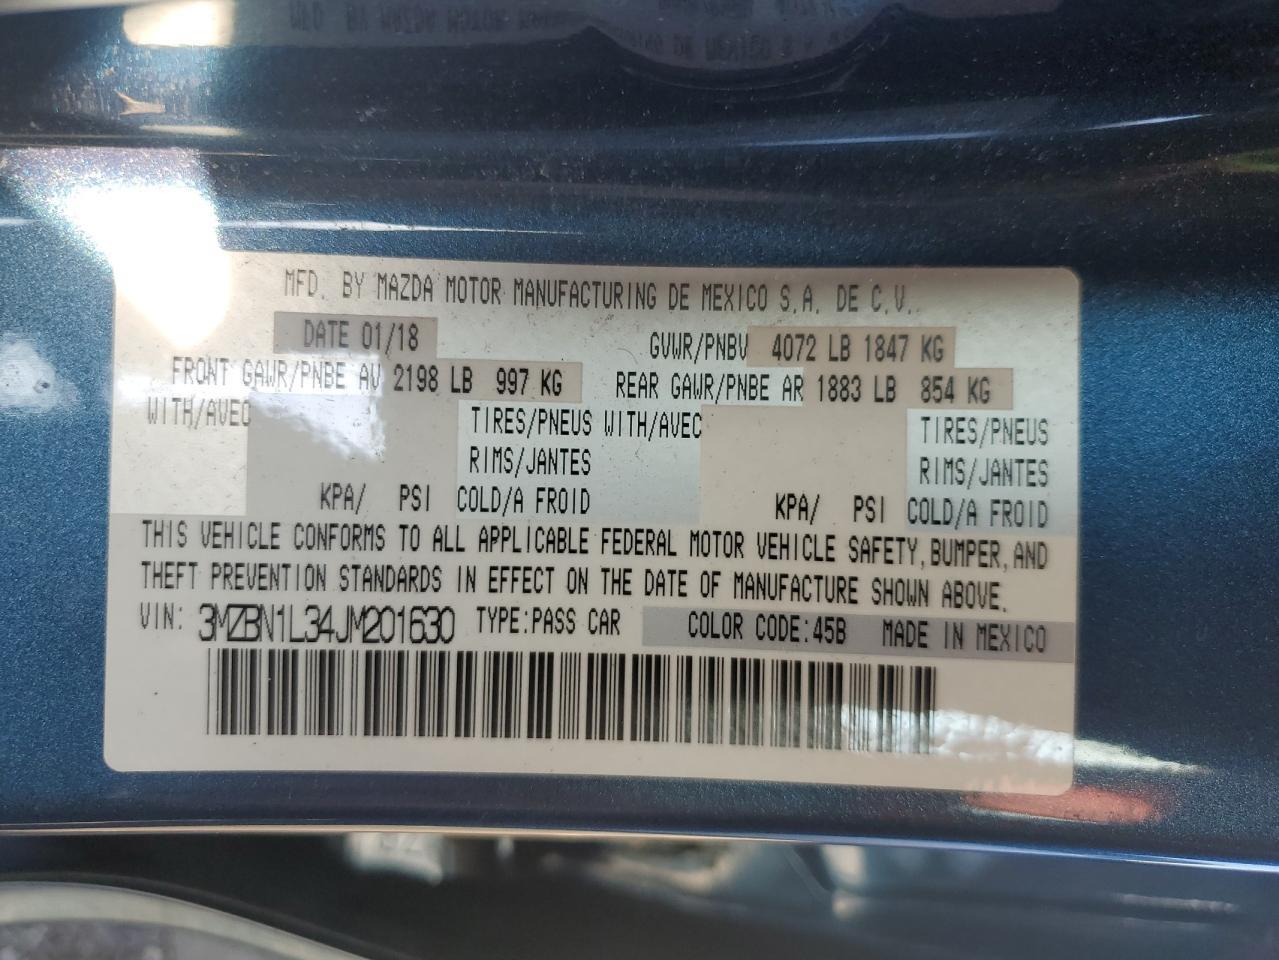 MFD. BY MAZDA MOTOR MANUFACTURING DE MEXICO S.A. DE C.V.
DATE 01/18 GVWR/PNBV 4072 LB 1847 KG
FRONT GAWR/PNBE AV 2198 LB 997 KG REAR GAWR/PNBE AR 1883 LB 854 KG
WITH/AVEC TIRES/PNEUS WITH/AVEC TIRES/PNEUS
RIMS/JANTES RIMS/JANTES
KPA/ PSI COLD/A FROID KPA/ PSI COLD/A FROID
THIS VEHICLE CONFORMS TO ALL APPLICABLE FEDERAL MOTOR VEHICLE SAFETY, BUMPER, AND
THEFT PREVENTION STANDARDS IN EFFECT ON THE DATE OF MANUFACTURE SHOWN ABOVE.
VIN: 3MZBN1L34JM201630 TYPE:PASS CAR COLOR CODE:45B MADE IN MEXICO